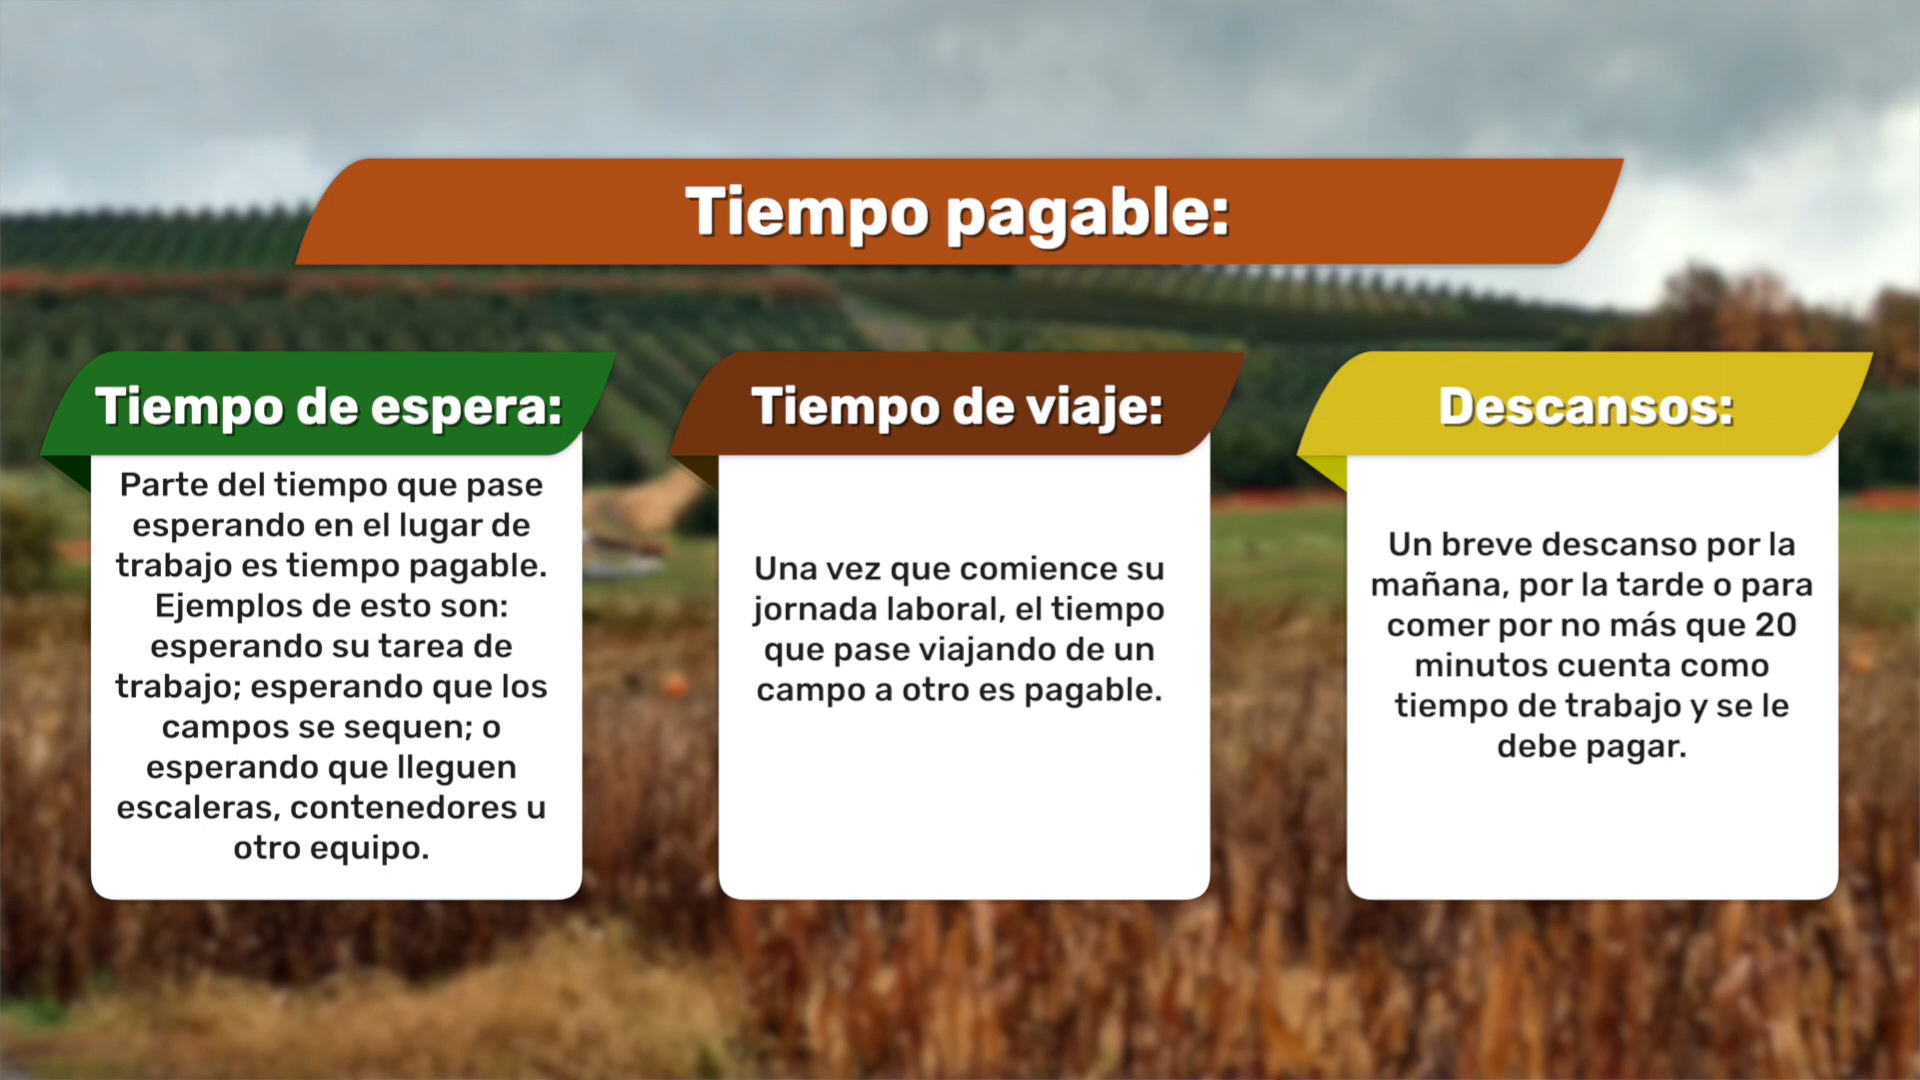 Tiempo pagable:
Tiempo de espera:
Parte del tiempo que pase
esperando en el lugar de
trabajo es tiempo pagable.
Ejemplos de esto son:
esperando su tarea de
trabajo; esperando que los
campos se sequen; o
esperando que lleguen
escaleras, contenedores u
otro equipo.
Tiempo de viaje:
Una vez que comience su
jornada laboral, el tiempo
que pase viajando de un
campo a otro es pagable.
Descansos:
Un breve descanso por la
mañana, por la tarde o para
comer por no más que 20
minutos cuenta como
tiempo de trabajo y se le
debe pagar.